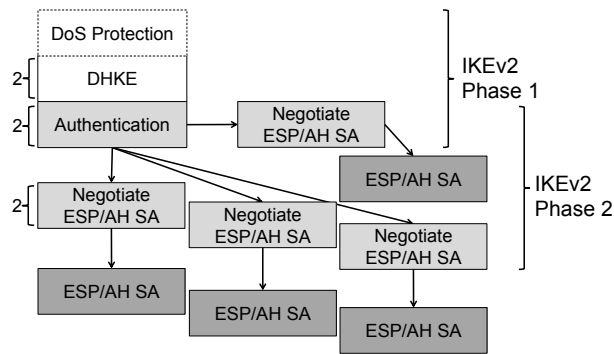 DoS Protection
2
DHKE
2
Authentication
Negotiate
ESP/AH SA
IKEv2
Phase 1
ESP/AH SA
IKEv2
Phase 2
2
Negotiate
ESP/AH SA
Negotiate
ESP/AH SA
Negotiate
ESP/AH SA
ESP/AH SA
ESP/AH SA
ESP/AH SA